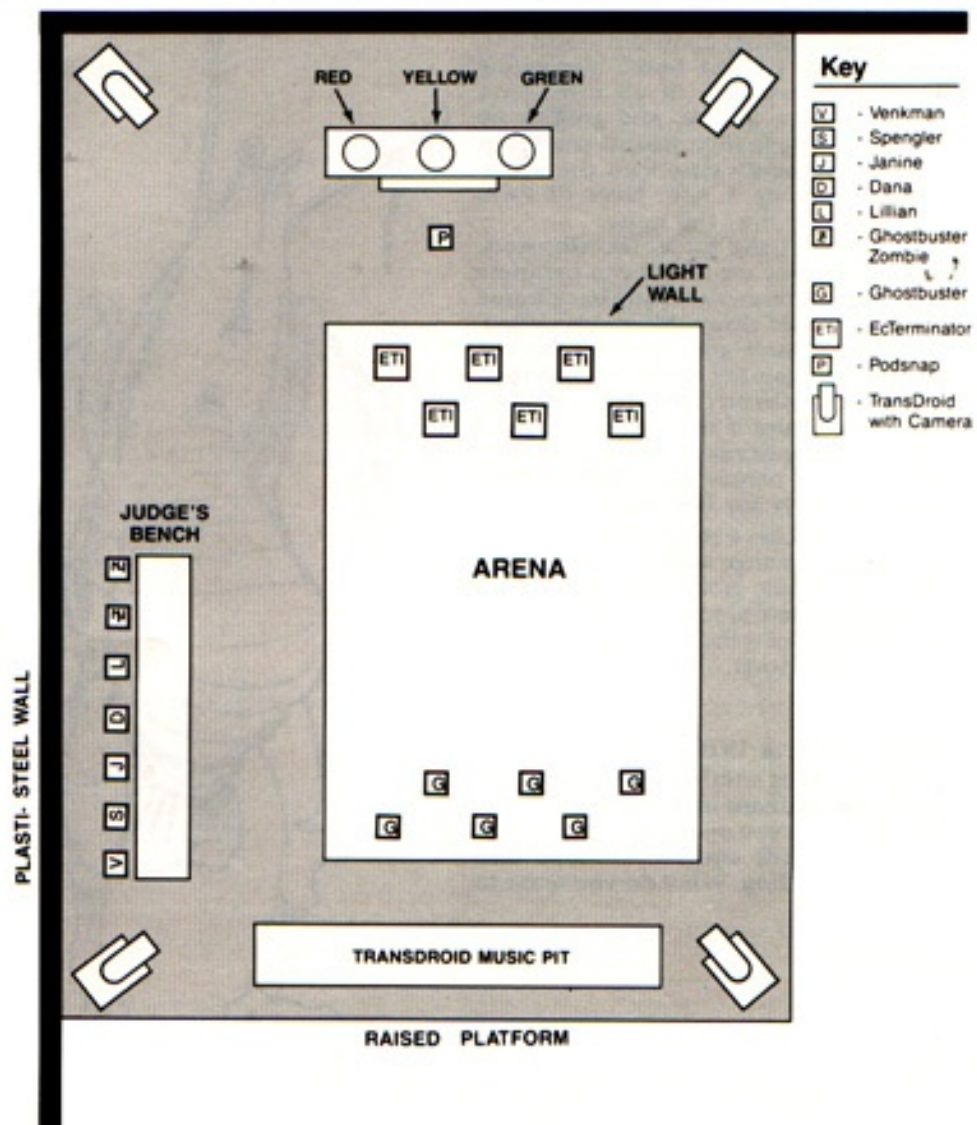 RED YELLOW GREEN
P
LIGHT
WALL
ETI ETI ETI
ETI ETI ETI
JUDGE'S
BENCH
ARENA
Z
Z
L
D
J
S
V
G G G
G G G
TRANSDROID MUSIC PIT
RAISED PLATFORM
PLASTI- STEEL WALL
Key
V - Venkman
S - Spengler
J - Janine
D - Dana
L - Lillian
- Ghostbuster
Zombie
G - Ghostbuster
ETI - EcTerminator
P - Podsnap
- TransDroid
with Camera